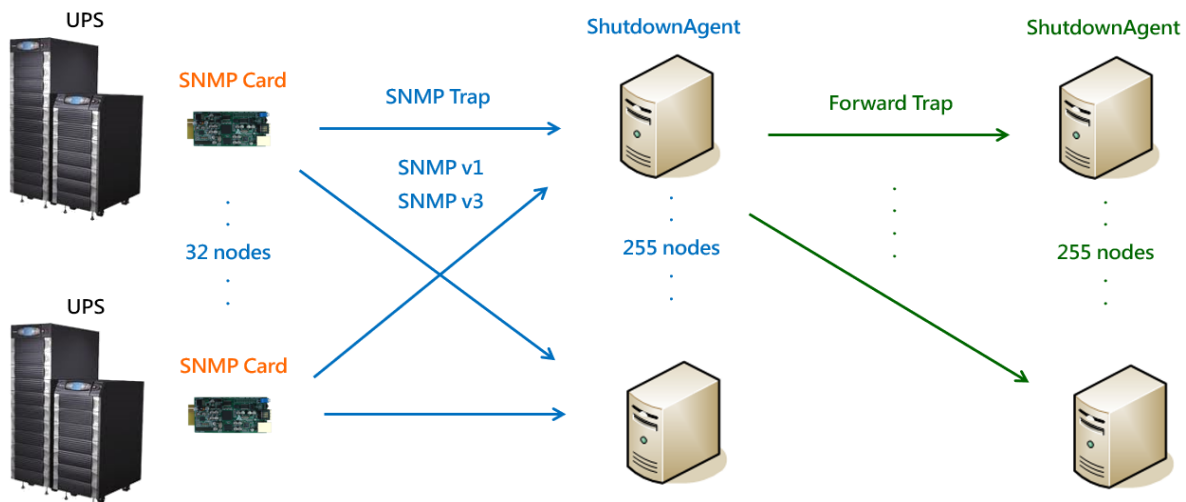 UPS
SNMP Card
32 nodes
UPS
SNMP Card
SNMP Trap
SNMP v1
SNMP v3
ShutdownAgent
255 nodes
Forward Trap
ShutdownAgent
255 nodes